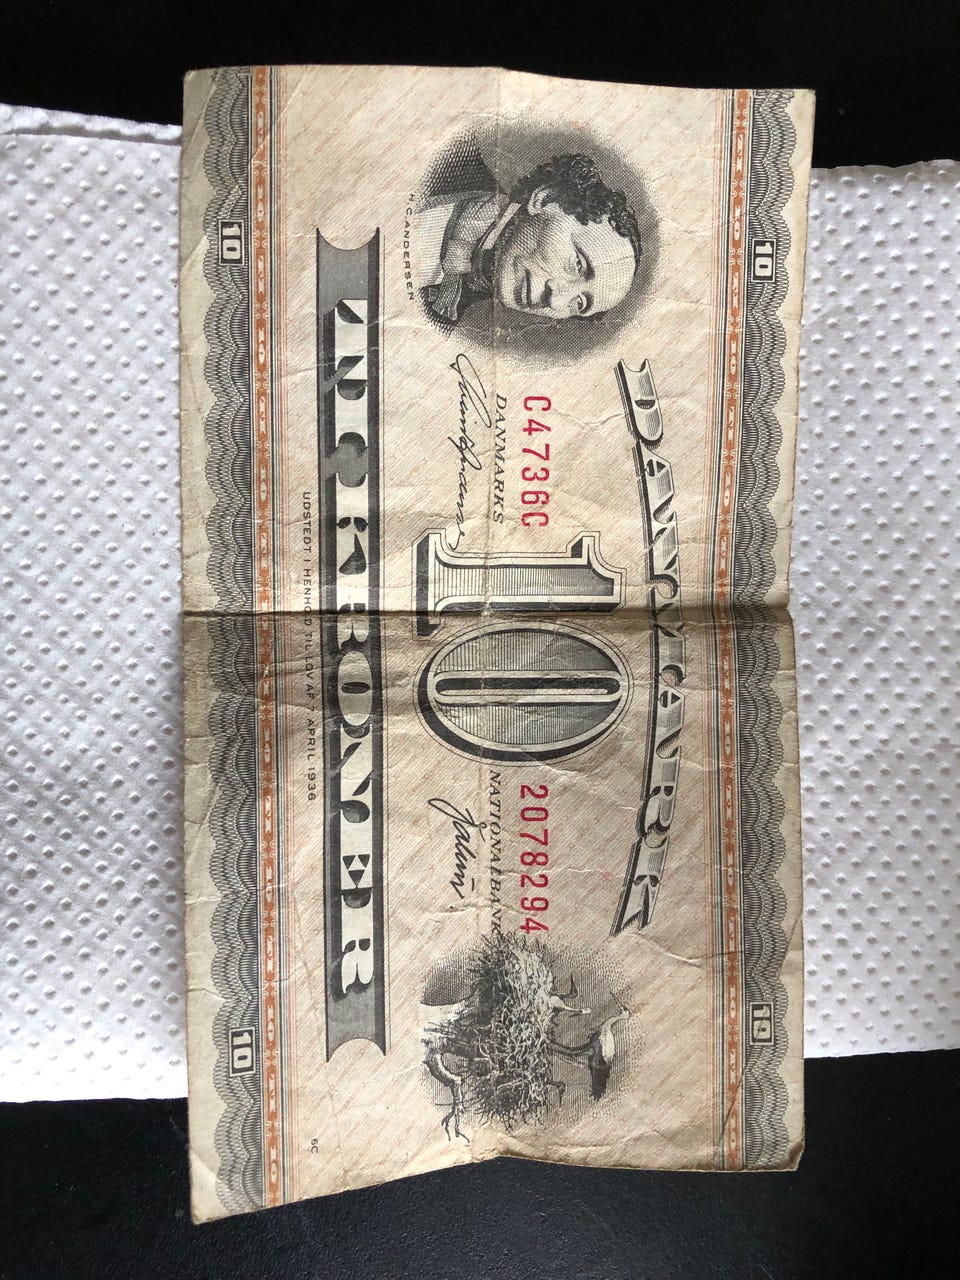 10
10
DANMARK
C4736C
2078294
DANMARKS
NATIONALBANK
10
H.C. ANDERSEN
TI KRONER
UDSTEDT I HENHOLD TIL LOV AF 7. APRIL 1936
6C
10
10